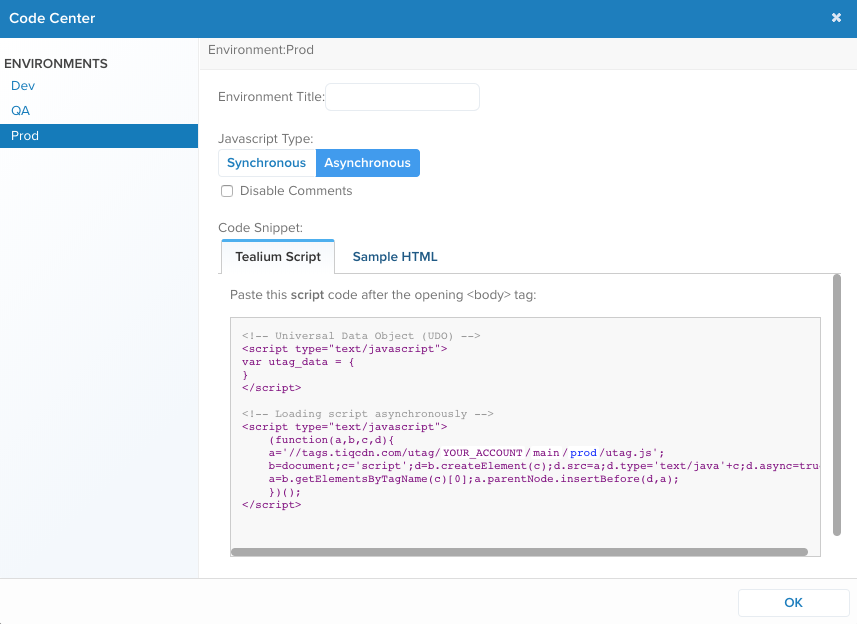 Code Center
ENVIRONMENTS
Dev
QA
Prod
Environment:Prod
Environment Title:
Javascript Type:
Synchronous Asynchronous
Disable Comments
Code Snippet:
Tealium Script Sample HTML
Paste this script code after the opening <body> tag:
<!-- Universal Data Object (UDO) -->
<script type="text/javascript">
var utag_data = {
}
</script>
<!-- Loading script asynchronously -->
<script type="text/javascript">
(function(a,b,c,d){
a='//tags.tiqcdn.com/utag/YOUR_ACCOUNT/main/prod/utag.js';
b=document;c='script';d=b.createElement(c);d.src=a;d.type='text/java'+c;d.async=tru
a=b.getElementsByTagName(c)[0];a.parentNode.insertBefore(d,a);
})();
</script>
OK